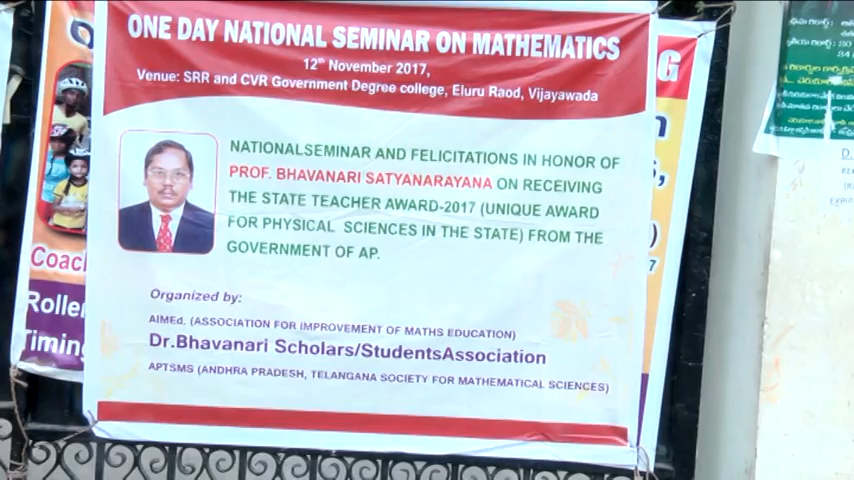 ONE DAY NATIONAL SEMINAR ON MATHEMATICS
12th November 2017,
Venue: SRR and CVR Government Degree college, Eluru Raod, Vijayawada
NATIONALSEMINAR AND FELICITATIONS IN HONOR OF
PROF. BHAVANARI SATYANARAYANA ON RECEIVING
THE STATE TEACHER AWARD-2017 (UNIQUE AWARD
FOR PHYSICAL SCIENCES IN THE STATE) FROM THE
GOVERNMENT OF AP.
Organized by:
AIMEd. (ASSOCIATION FOR IMPROVEMENT OF MATHS EDUCATION)
Dr.Bhavanari Scholars/StudentsAssociation
APTSMS (ANDHRA PRADESH, TELANGANA SOCIETY FOR MATHEMATICAL SCIENCES)
Coach
Roller
Timing
G
7